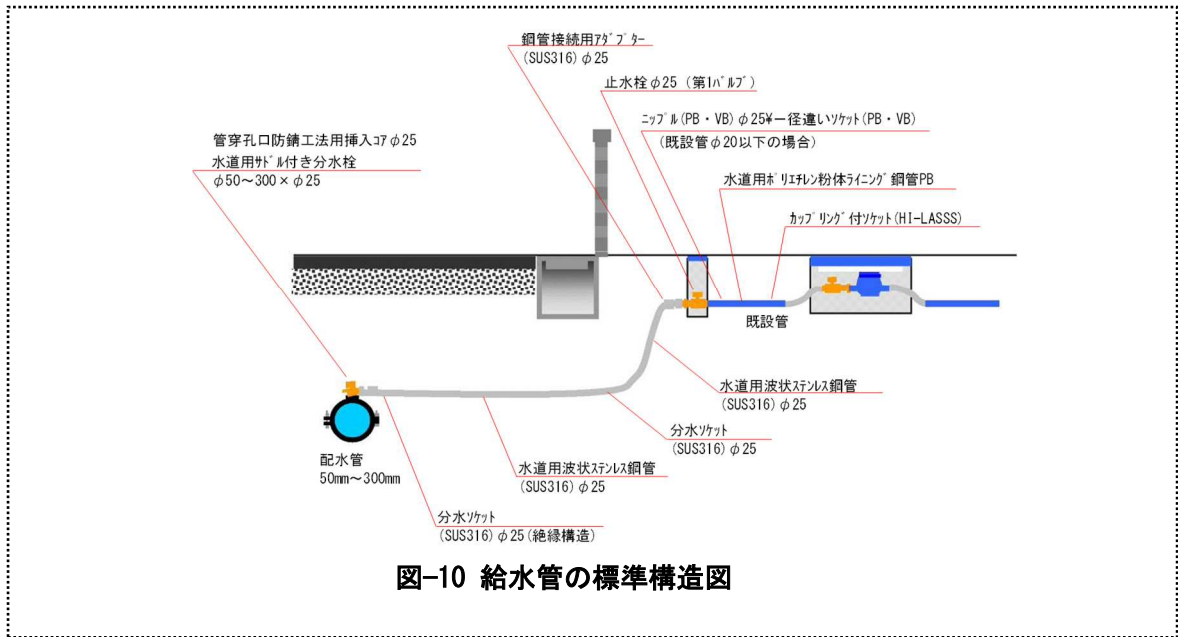 鋼管接続用ｱﾀﾞﾌﾟﾀｰ
(SUS316) φ25
止水栓φ25 (第1ﾊﾞﾙﾌﾞ)
ﾆｯﾌﾟﾙ(PB・VB) φ25¥ー径違いｿｹｯﾄ(PB・VB)
(既設管φ20以下の場合)
管穿孔口防錆工法用挿入ｺｱφ25
水道用ｻﾄﾞﾙ付き分水栓
φ50～300×φ25
水道用ﾎﾟﾘｴﾁﾚﾝ粉体ﾗｲﾆﾝｸﾞ鋼管PB
ｶｯﾌﾟﾘﾝｸﾞ付ｿｹｯﾄ(HI-LASSS)
既設管
水道用波状ｽﾃﾝﾚｽ鋼管
(SUS316) φ25
分水ｿｹｯﾄ
(SUS316) φ25
配水管
50mm～300mm
水道用波状ｽﾃﾝﾚｽ鋼管
(SUS316) φ25
分水ｿｹｯﾄ
(SUS316) φ25(絶縁構造)
図-10 給水管の標準構造図